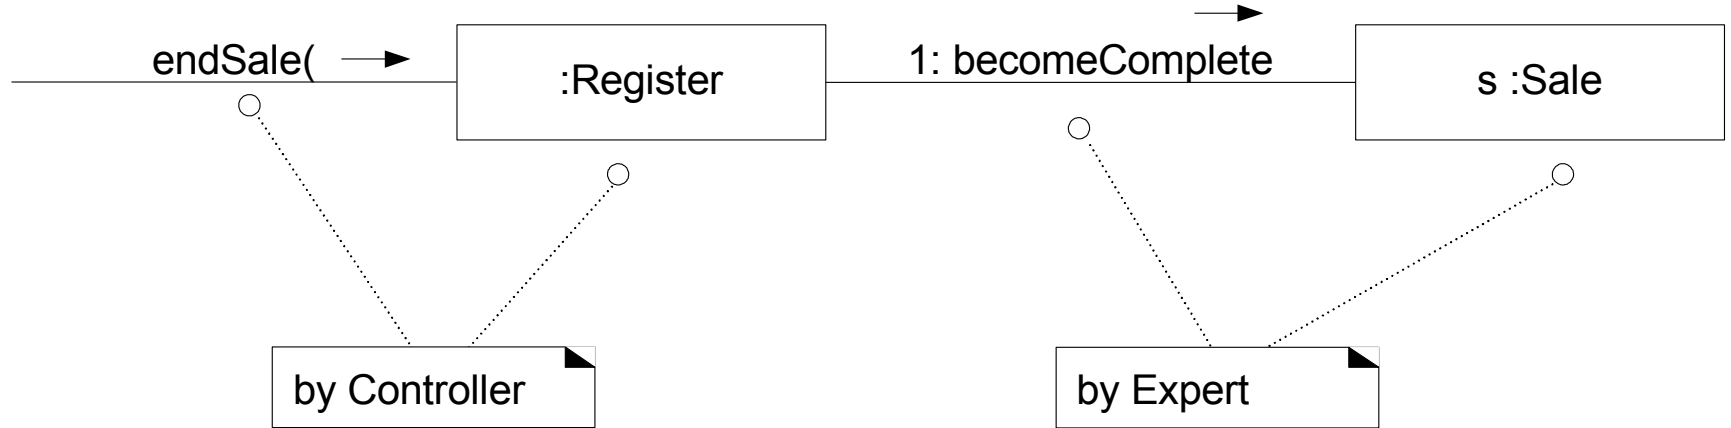 endSale(
:Register
1: becomeComplete
s :Sale
by Controller
by Expert